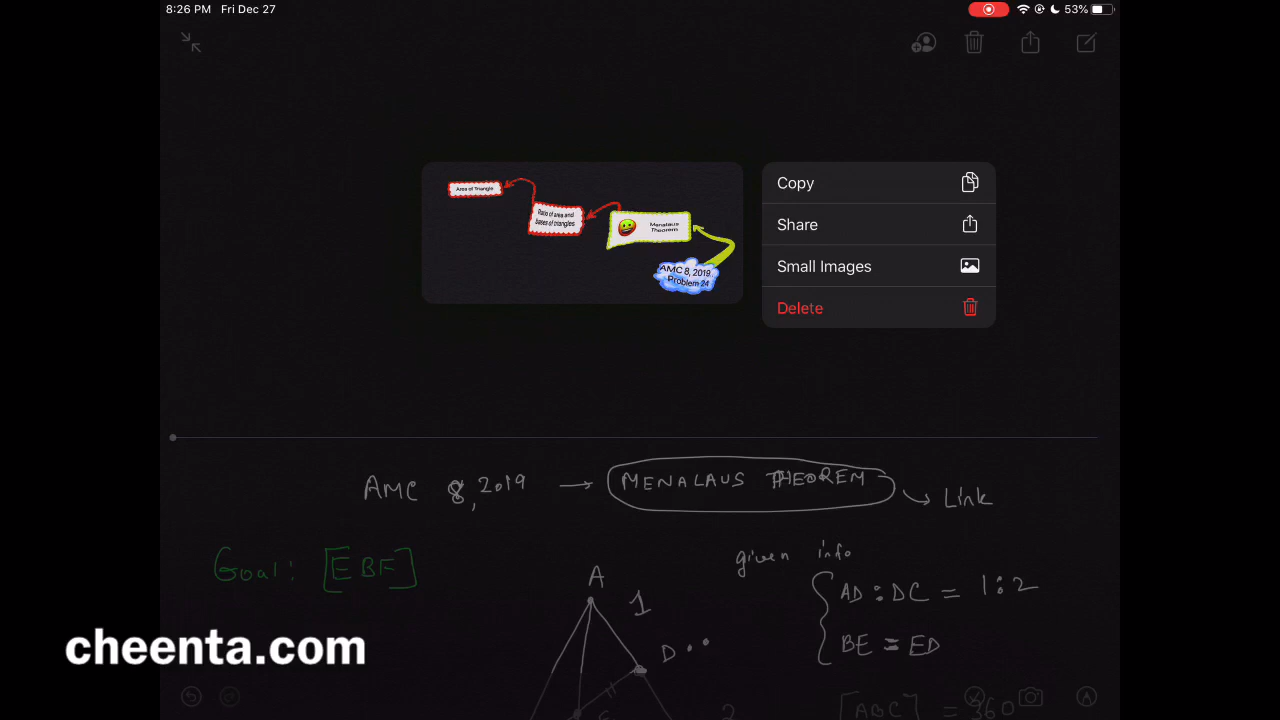 8:26 PM Fri Dec 27
53%
Area of Triangle
Ratio of area and
bases of triangles
Menalaus
Theorem
AMC 8, 2019,
Problem 24
Copy
Share
Small Images
Delete
AMC 8, 2019 → MENALAUS THEOREM
Link
Goal: [EBF]
given info
A
1
AD : DC = 1:2
D
BE = ED
E
2
[ABC] = 360
cheenta.com